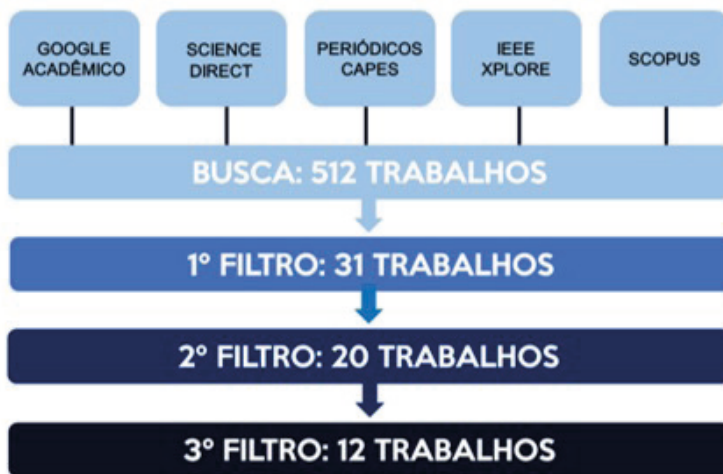 GOOGLE
ACADÊMICO
SCIENCE
DIRECT
PERIÓDICOS
CAPES
IEEE
XPLORE
SCOPUS
BUSCA: 512 TRABALHOS
1º FILTRO: 31 TRABALHOS
2º FILTRO: 20 TRABALHOS
3º FILTRO: 12 TRABALHOS